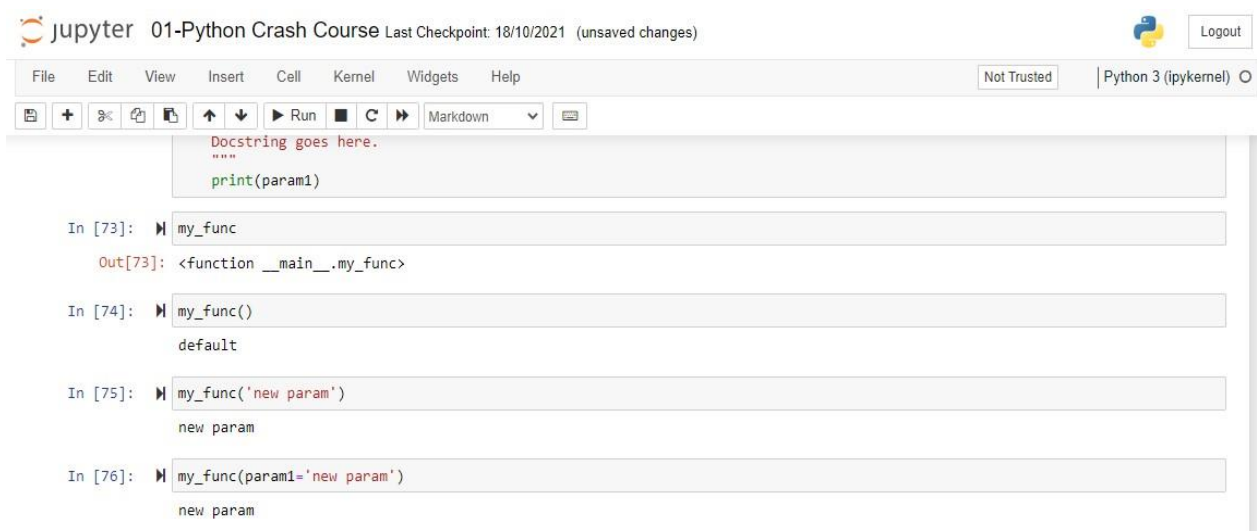 jupyter 01-Python Crash Course Last Checkpoint: 18/10/2021 (unsaved changes) Logout
File Edit View Insert Cell Kernel Widgets Help Not Trusted Python 3 (ipykernel)
Run Markdown
Docstring goes here.
"""
print(param1)
In [73]: my_func
Out[73]: <function __main__.my_func>
In [74]: my_func()
default
In [75]: my_func('new param')
new param
In [76]: my_func(param1='new param')
new param